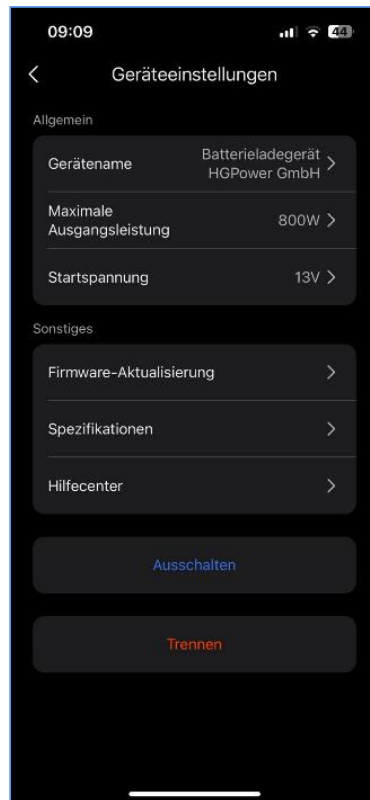 09:09
44
Geräteeinstellungen
Allgemein
Gerätename
Batterieladegerät
HGPower GmbH
Maximale
Ausgangsleistung
800W
Startspannung
13V
Sonstiges
Firmware-Aktualisierung
Spezifikationen
Hilfecenter
Ausschalten
Trennen